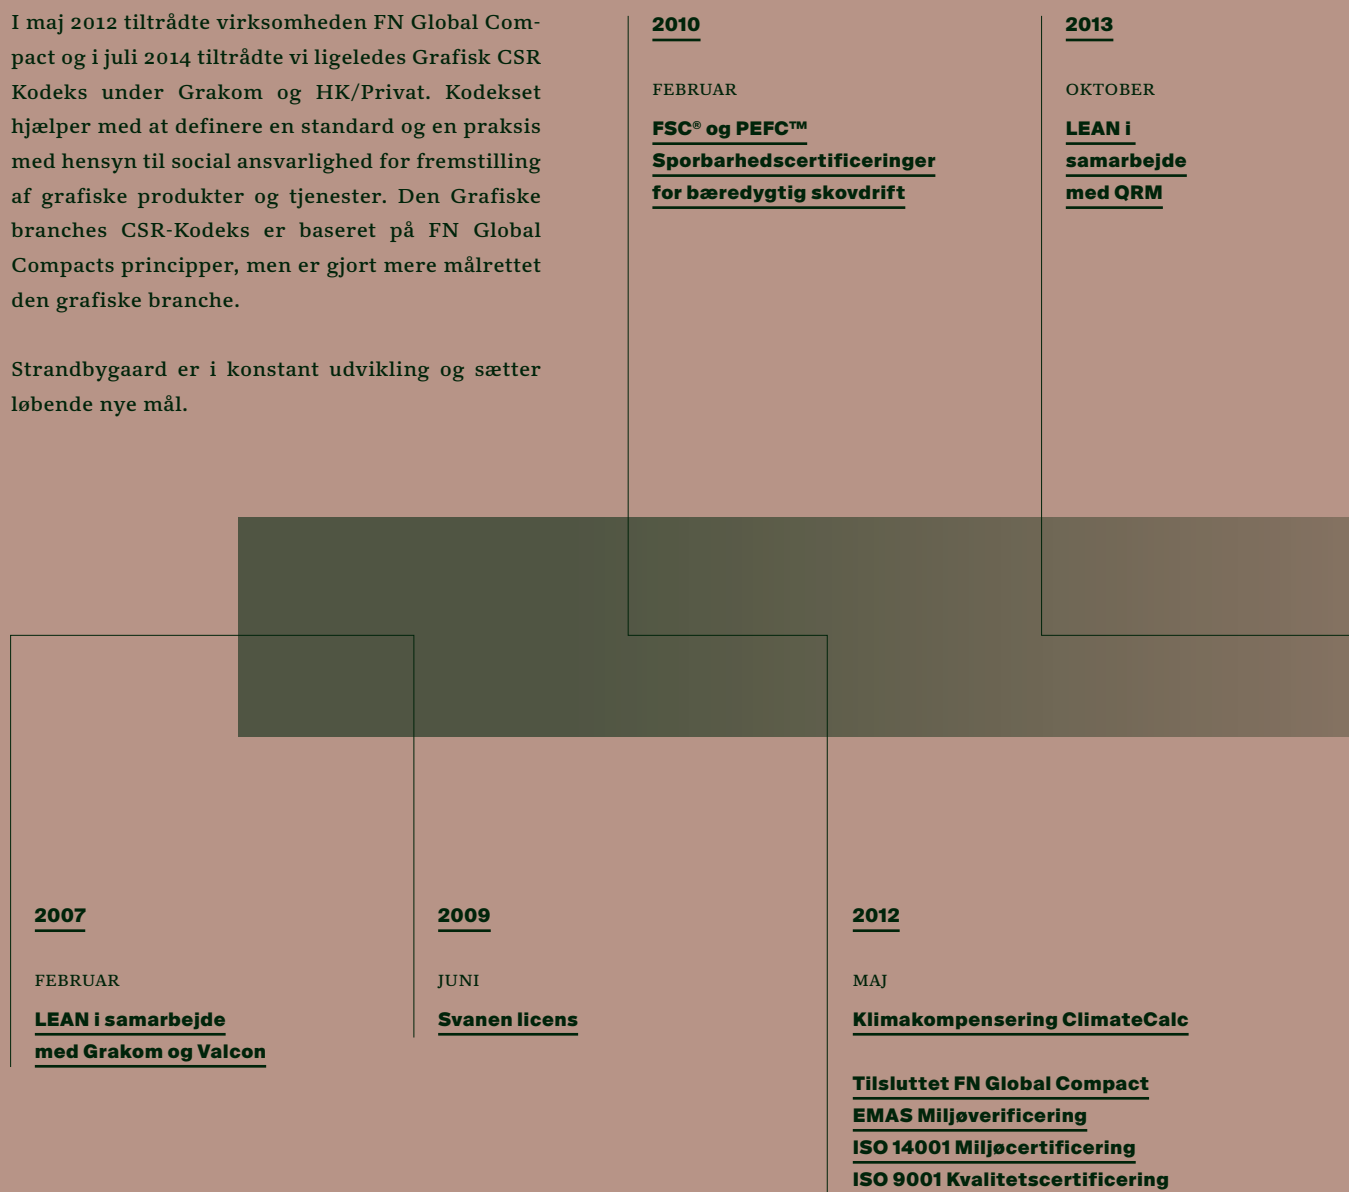 I maj 2012 tiltrådte virksomheden FN Global Com-
pact og i juli 2014 tiltrådte vi ligeledes Grafisk CSR
Kodeks under Grakom og HK/Privat. Kodekset
hjælper med at definere en standard og en praksis
med hensyn til social ansvarlighed for fremstilling
af grafiske produkter og tjenester. Den Grafiske
branches CSR-Kodeks er baseret på FN Global
Compacts principper, men er gjort mere målrettet
den grafiske branche.
Strandbygaard er i konstant udvikling og sætter
løbende nye mål.
2010
FEBRUAR
FSC® og PEFC™
Sporbarhedscertificeringer
for bæredygtig skovdrift
2013
OKTOBER
LEAN i
samarbejde
med QRM
2007
FEBRUAR
LEAN i samarbejde
med Grakom og Valcon
2009
JUNI
Svanen licens
2012
MAJ
Klimakompensering ClimateCalc
Tilsluttet FN Global Compact
EMAS Miljøverificering
ISO 14001 Miljøcertificering
ISO 9001 Kvalitetscertificering